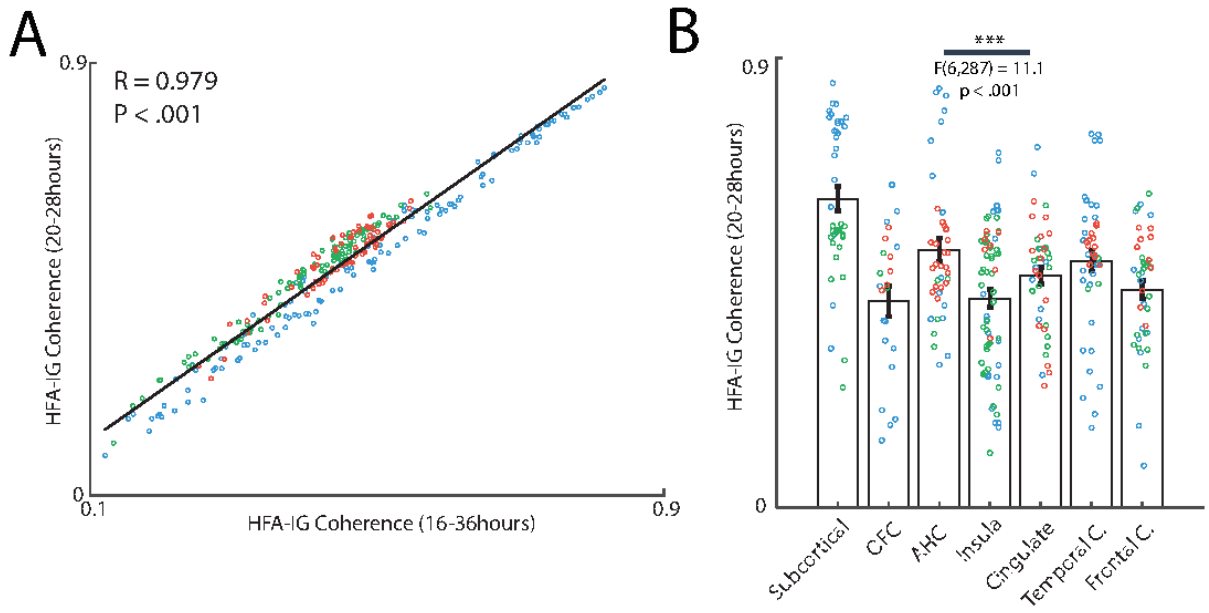 A
0.9
R = 0.979
P < .001
HFA-IG Coherence (20-28hours)
0
0.1
0.9
HFA-IG Coherence (16-36hours)
B
***
F(6,287) = 11.1
p < .001
0.9
HFA-IG Coherence (20-28hours)
0
Subcortical
OFC
AHC
Insula
Cingulate
Temporal C.
Frontal C.